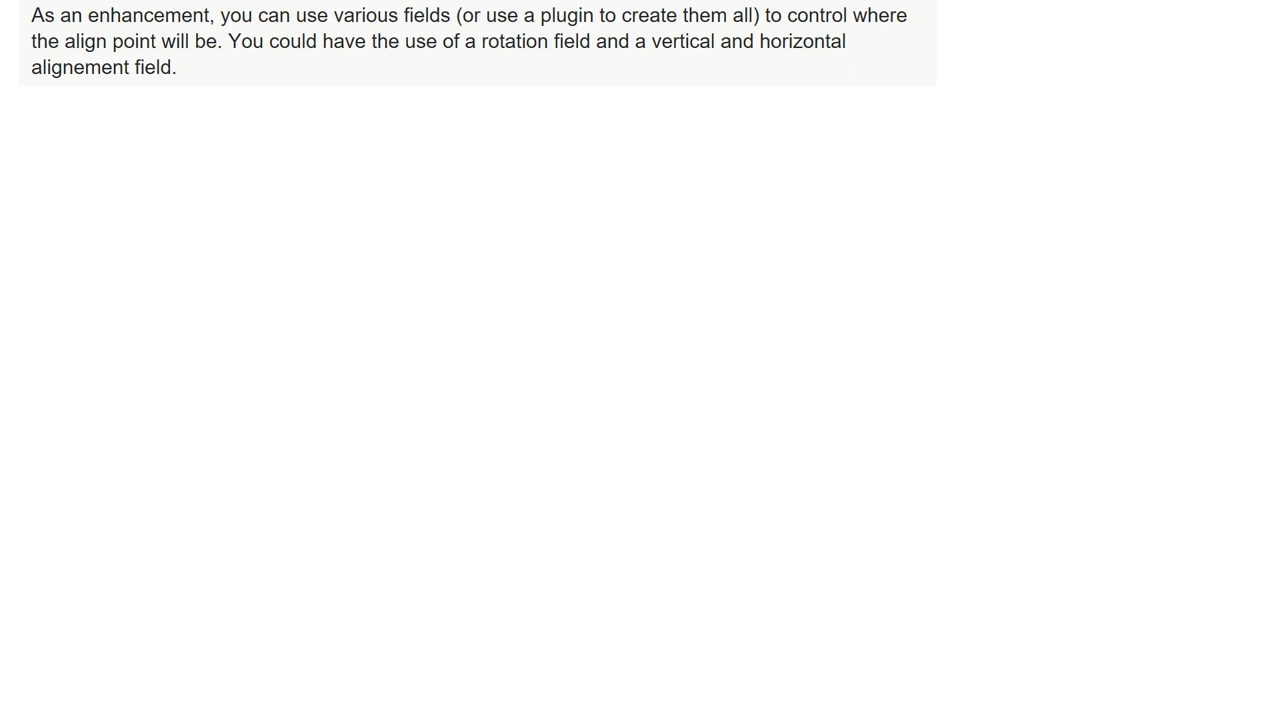 As an enhancement, you can use various fields (or use a plugin to create them all) to control where
the align point will be. You could have the use of a rotation field and a vertical and horizontal
alignement field.